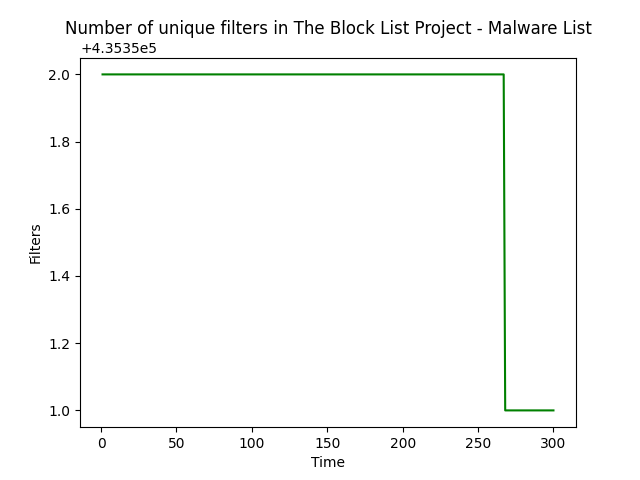 Number of unique filters in The Block List Project - Malware List
+4.3535e5
2.0
1.8
1.6
1.4
1.2
1.0
Filters
0 50 100 150 200 250 300
Time